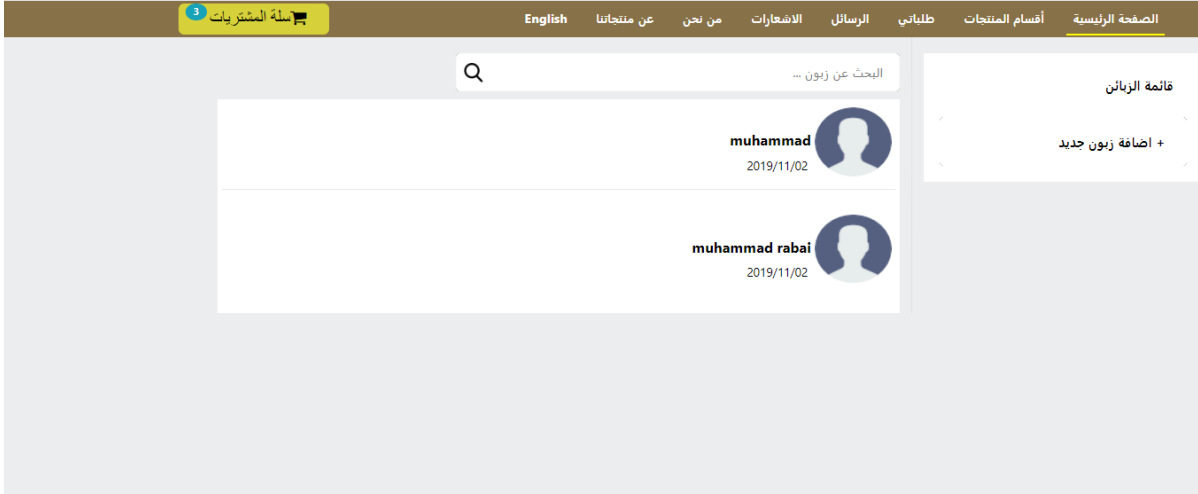 الصفحة الرئيسية أقسام المنتجات طلباتي الرسائل الاشعارات من نحن عن منتجاتنا English سلة المشتريات 3
قائمة الزبائن
+ اضافة زبون جديد
البحث عن زبون ...
muhammad
2019/11/02
muhammad rabai
2019/11/02